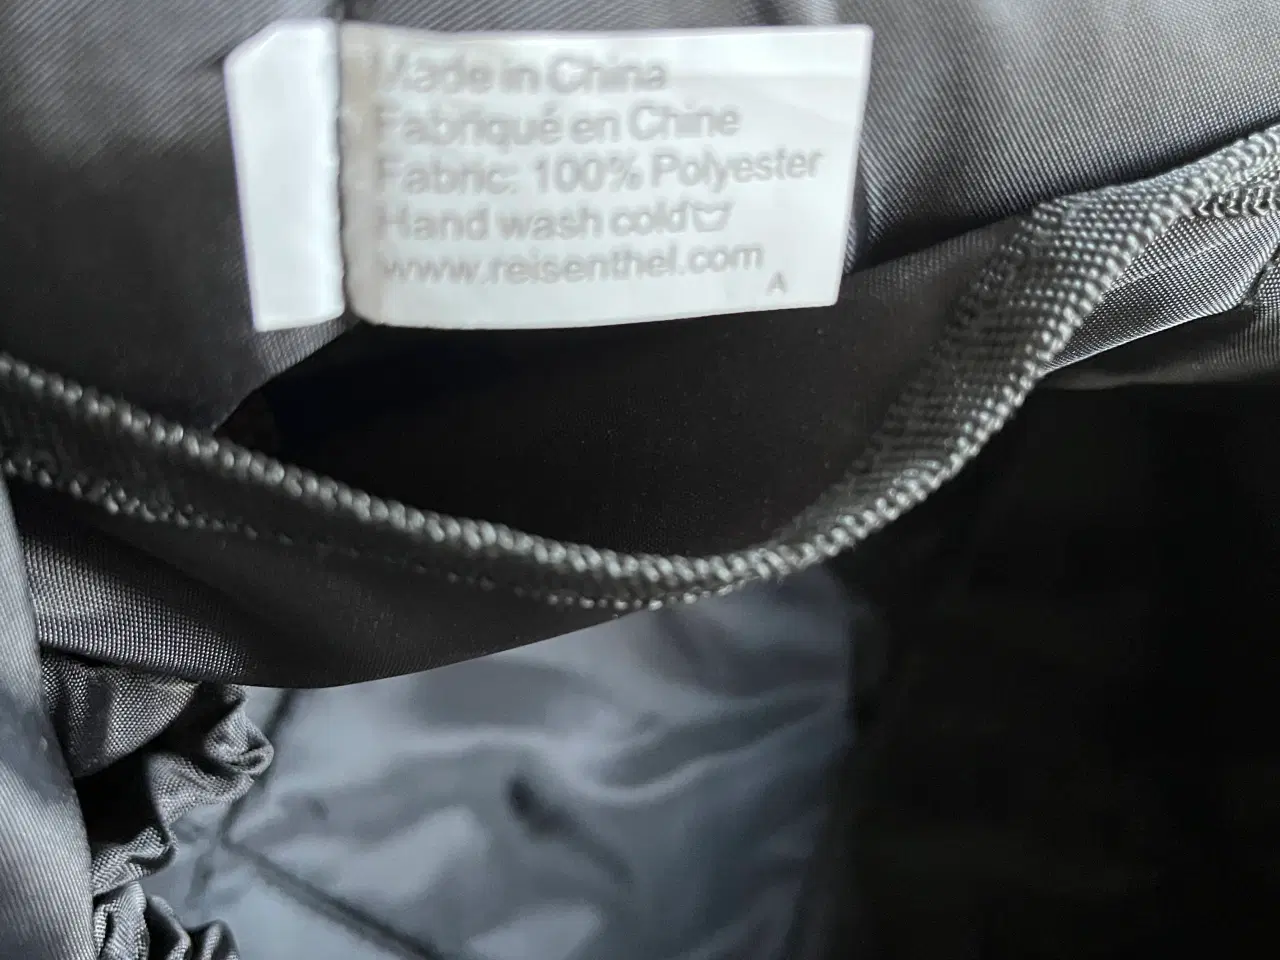 Made in China
Fabriqué en Chine
Fabric: 100% Polyester
Hand wash cold
www.reisenthel.com
A